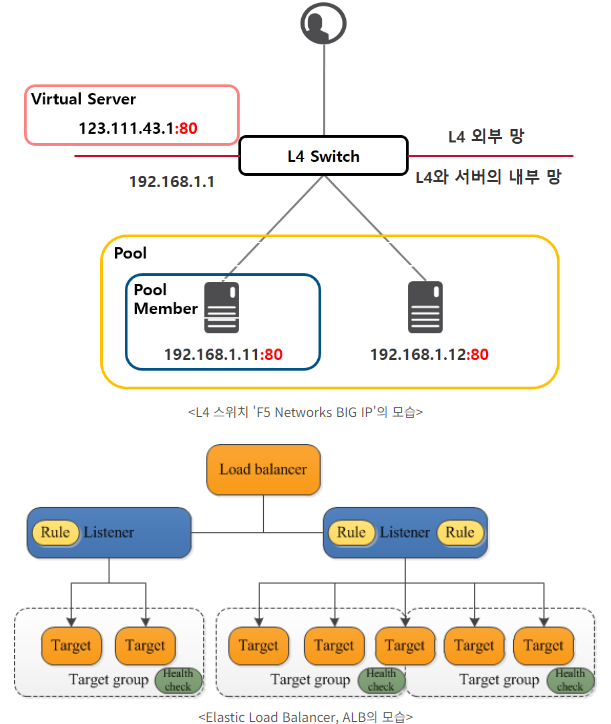 Virtual Server
123.111.43.1:80
L4 외부 망
L4 Switch
192.168.1.1
L4와 서버의 내부 망
Pool
Pool
Member
192.168.1.11:80
192.168.1.12:80
<L4 스위치 'F5 Networks BIG IP'의 모습>
Load balancer
Rule Listener
Rule Listener Rule
Target Target
Target Target Target Target Target
Target group Health check
Target group Health check
Target group Health check
<Elastic Load Balancer, ALB의 모습>